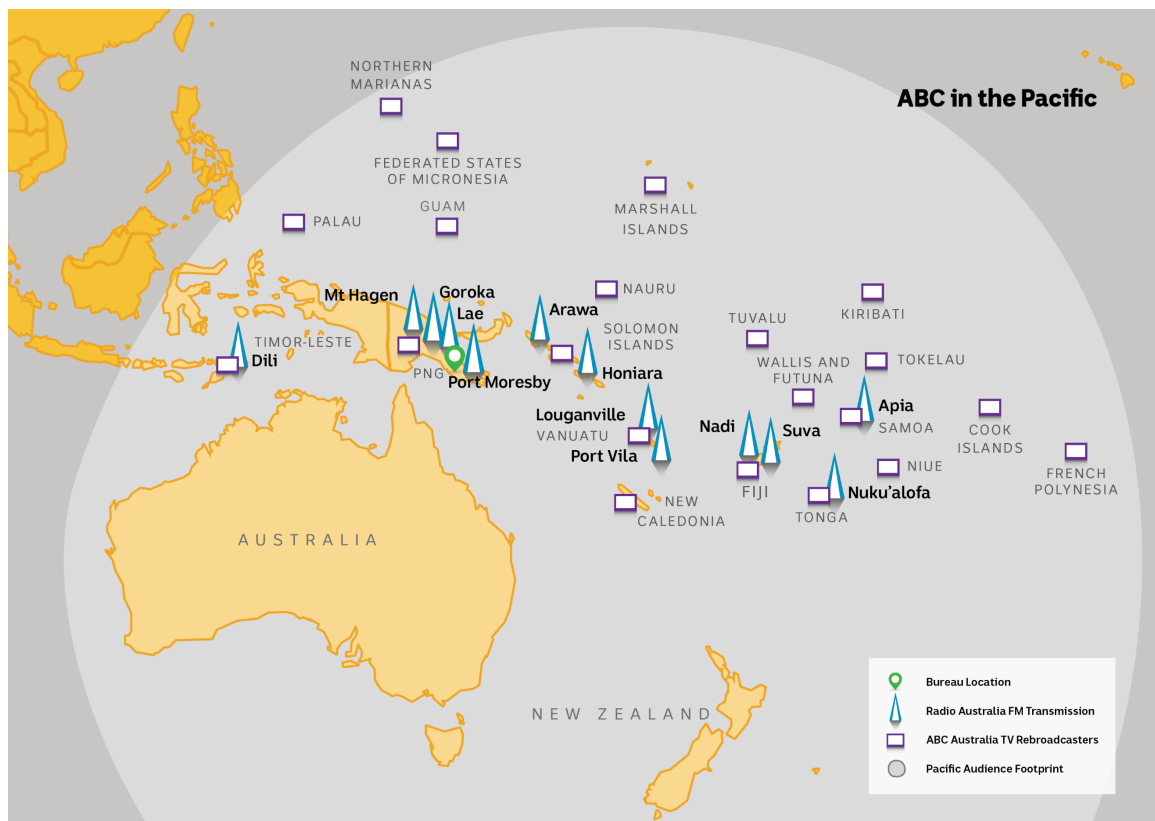 ABC in the Pacific
NORTHERN
MARIANAS
FEDERATED STATES
OF MICRONESIA
GUAM
PALAU
MARSHALL
ISLANDS
Mt Hagen
Goroka
Lae
Arawa
NAURU
SOLOMON
ISLANDS
TUVALU
KIRIBATI
TIMOR-LESTE
Dili
PNG
Port Moresby
Honiara
WALLIS AND
FUTUNA
TOKELAU
Louganville
VANUATU
Port Vila
Nadi
Suva
FIJI
Apia
SAMOA
COOK
ISLANDS
NIUE
FRENCH
POLYNESIA
NEW
CALEDONIA
Nuku'alofa
TONGA
AUSTRALIA
NEW ZEALAND
Bureau Location
Radio Australia FM Transmission
ABC Australia TV Rebroadcasters
Pacific Audience Footprint